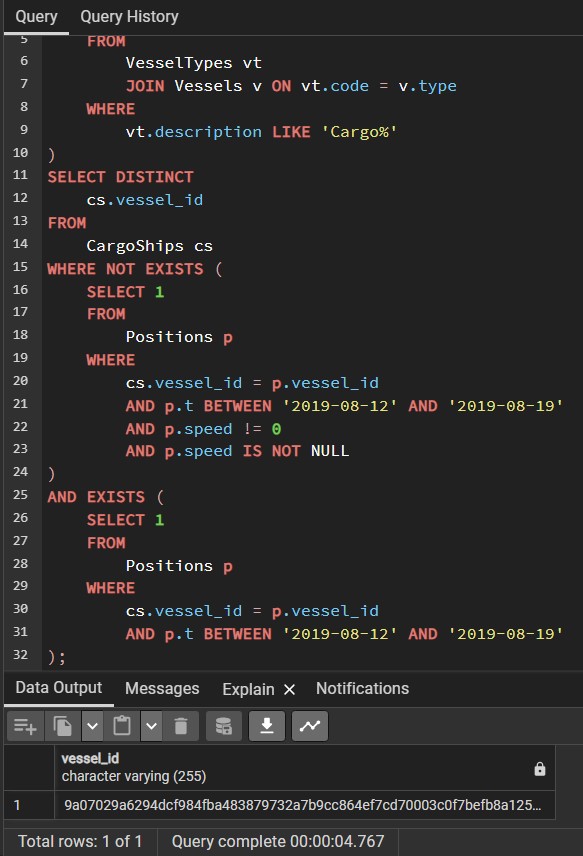 Query Query History
5 FROM
6 VesselTypes vt
7 JOIN Vessels v ON vt.code = v.type
8 WHERE
9 vt.description LIKE 'Cargo%'
10 )
11 SELECT DISTINCT
12 cs.vessel_id
13 FROM
14 CargoShips cs
15 WHERE NOT EXISTS (
16 SELECT 1
17 FROM
18 Positions p
19 WHERE
20 cs.vessel_id = p.vessel_id
21 AND p.t BETWEEN '2019-08-12' AND '2019-08-19'
22 AND p.speed != 0
23 AND p.speed IS NOT NULL
24 )
25 AND EXISTS (
26 SELECT 1
27 FROM
28 Positions p
29 WHERE
30 cs.vessel_id = p.vessel_id
31 AND p.t BETWEEN '2019-08-12' AND '2019-08-19'
32 );
Data Output Messages Explain × Notifications
vessel_id
character varying (255)
1 9a07029a6294dcf984fba483879732a7b9cc864ef7cd70003c0f7befb8a125...
Total rows: 1 of 1 Query complete 00:00:04.767